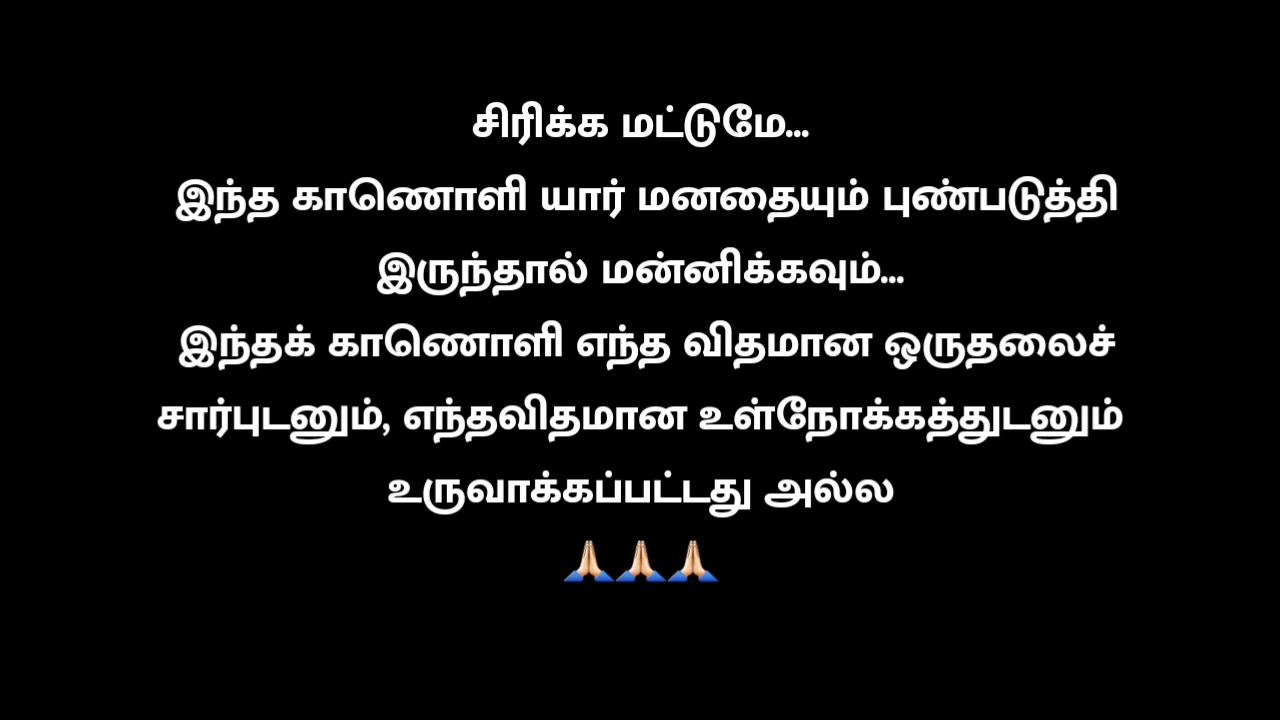 சிரிக்க மட்டுமே...
இந்த காணொளி யார் மனதையும் புண்படுத்தி
இருந்தால் மன்னிக்கவும்...
இந்தக் காணொளி எந்த விதமான ஒருதலைச்
சார்புடனும், எந்தவிதமான உள்நோக்கத்துடனும்
உருவாக்கப்பட்டது அல்ல
🙏🏻🙏🏻🙏🏻